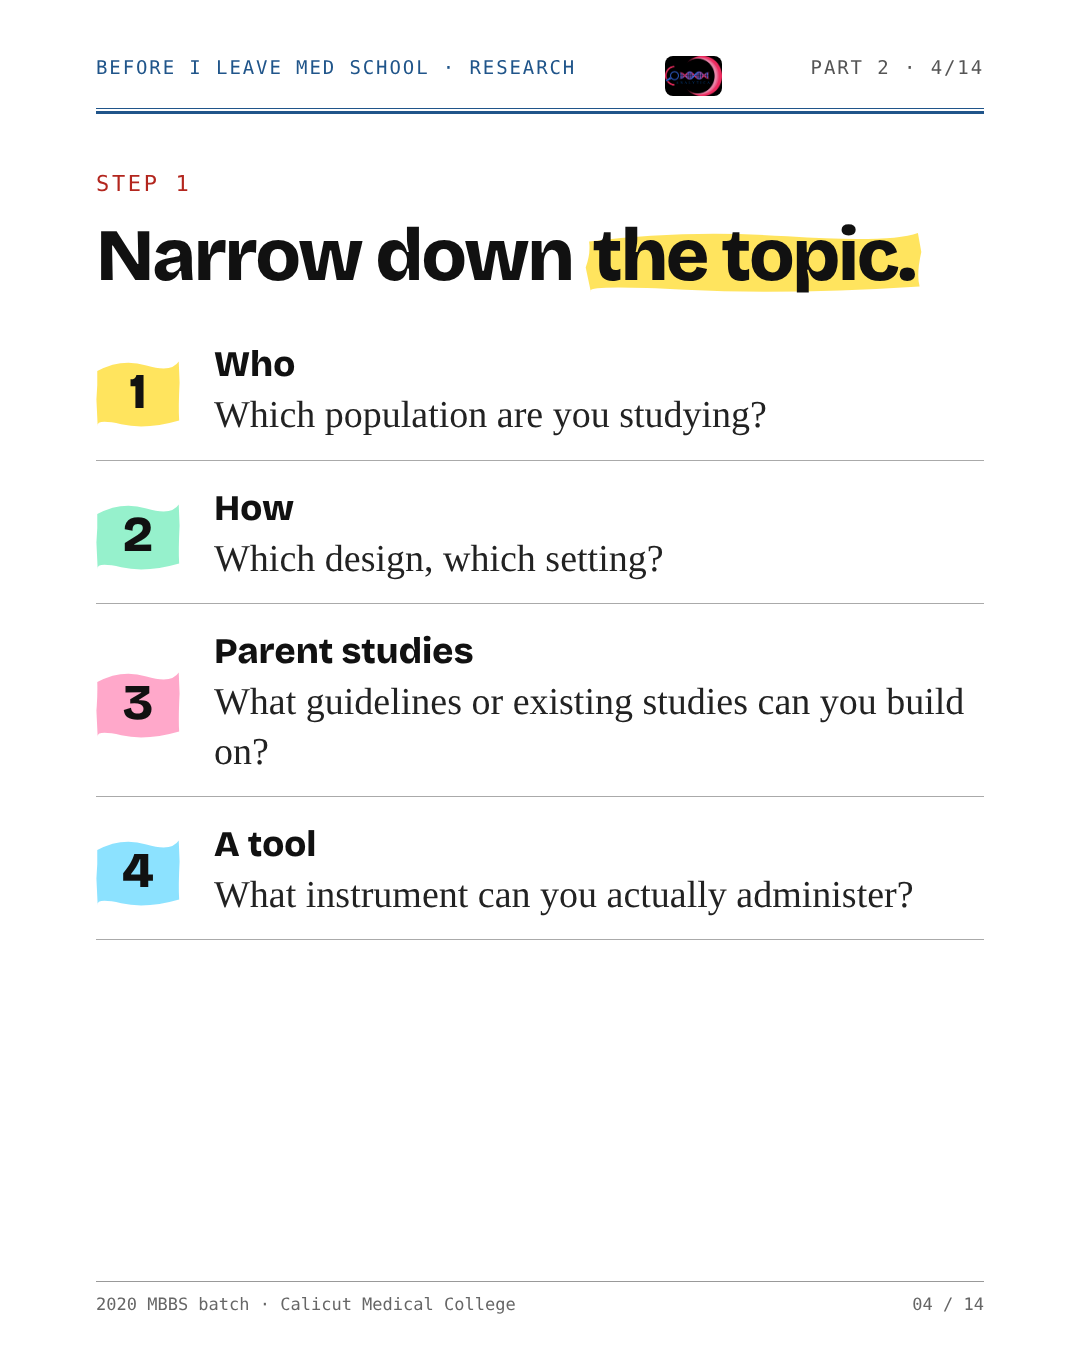 BEFORE I LEAVE MED SCHOOL · RESEARCH
PART 2 · 4/14
STEP 1
Narrow down the topic.
1
Who
Which population are you studying?
2
How
Which design, which setting?
3
Parent studies
What guidelines or existing studies can you build
on?
4
A tool
What instrument can you actually administer?
2020 MBBS batch · Calicut Medical College
04 / 14